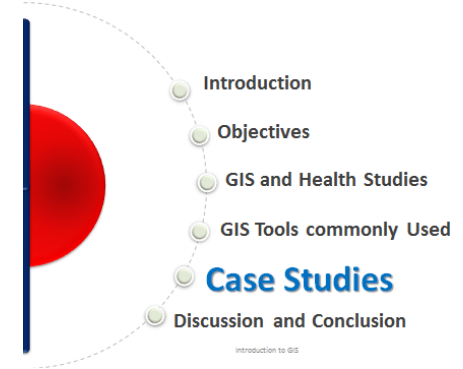 Introduction
Objectives
GIS and Health Studies
GIS Tools commonly Used
Case Studies
Discussion and Conclusion
Introduction to GIS